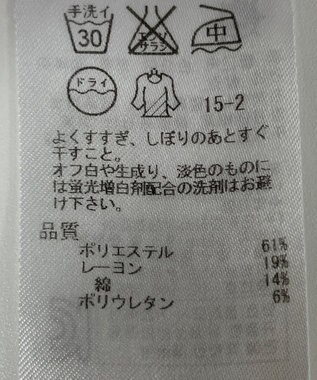 手洗イ
30
エンソ
サラシ
中
ドライ
15-2
よくすすぎ、しぼりのあとすぐ
干すこと。
オフ白や生成り、淡色のものに
は蛍光増白剤配合の洗剤はお避
け下さい。
品質
ポリエステル 61%
レーヨン 19%
綿 14%
ポリウレタン 6%